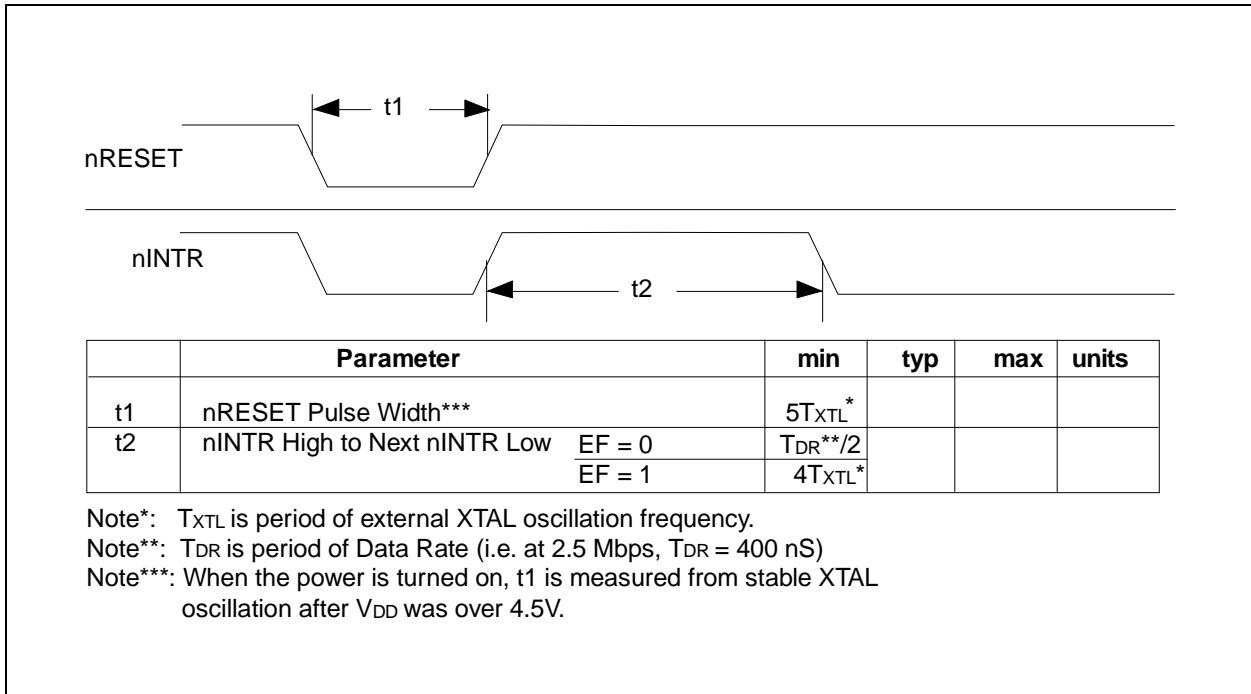 t1
nRESET
nINTR
t2
Parameter min typ max units
t1 nRESET Pulse Width*** 5TXTL*
t2 nINTR High to Next nINTR Low EF = 0 TDR**/2
EF = 1 4TXTL*
Note*: TXTL is period of external XTAL oscillation frequency.
Note**: TDR is period of Data Rate (i.e. at 2.5 Mbps, TDR = 400 nS)
Note***: When the power is turned on, t1 is measured from stable XTAL
oscillation after VDD was over 4.5V.